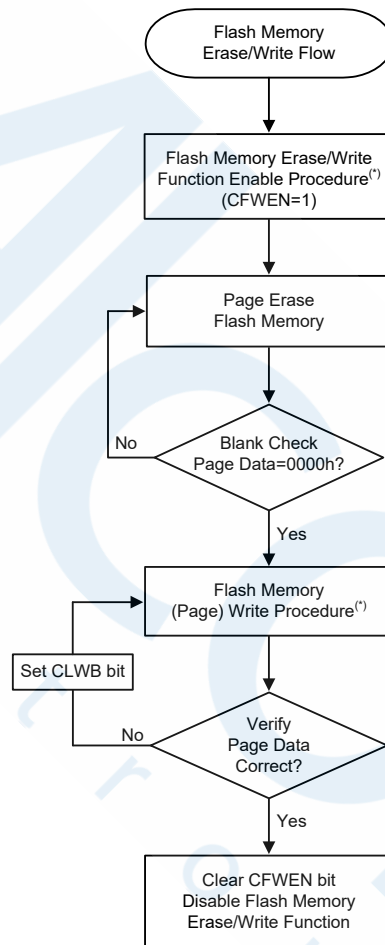 Flash Memory
Erase/Write Flow
Flash Memory Erase/Write
Function Enable Procedure(*)
(CFWEN=1)
Page Erase
Flash Memory
No
Blank Check
Page Data=0000h?
Yes
Flash Memory
(Page) Write Procedure(*)
Set CLWB bit
No
Verify
Page Data
Correct?
Yes
Clear CFWEN bit
Disable Flash Memory
Erase/Write Function